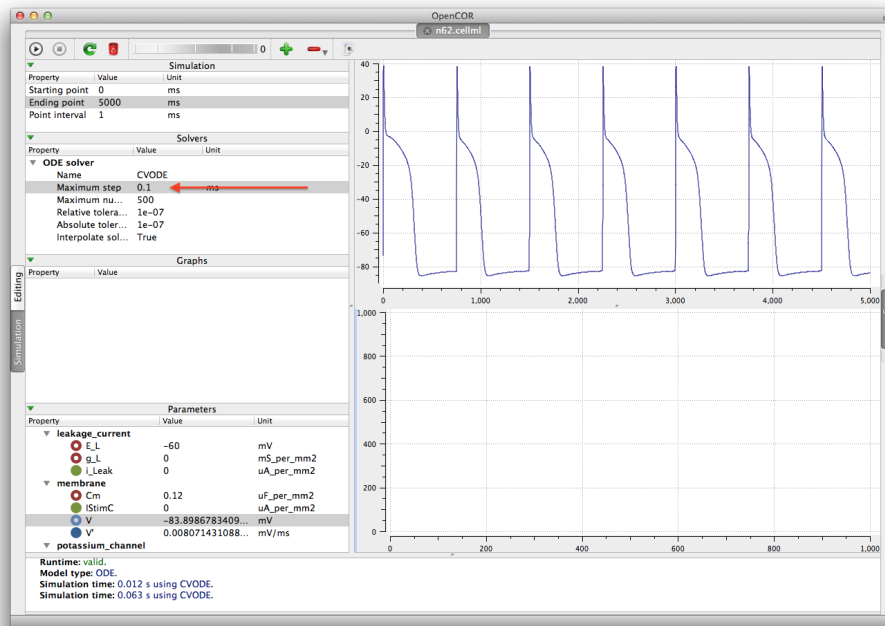 OpenCOR
n62.cellml
0
Simulation
Property Value Unit
Starting point 0 ms
Ending point 5000 ms
Point interval 1 ms
Solvers
Property Value Unit
ODE solver
Name CVODE
Maximum step 0.1 ms
Maximum nu... 500
Relative tolera... 1e-07
Absolute toler... 1e-07
Interpolate sol... True
Graphs
Property Value
Editing
Simulation
Parameters
Property Value Unit
leakage_current
E_L -60 mV
g_L 0 mS_per_mm2
i_Leak 0 uA_per_mm2
membrane
Cm 0.12 uF_per_mm2
IStimC 0 uA_per_mm2
V -83.8986783409... mV
V' 0.008071431088... mV/ms
potassium_channel
40
20
0
-20
-40
-60
-80
0 1,000 2,000 3,000 4,000 5,000
1,000
800
600
400
200
0
0 200 400 600 800 1,000
Runtime: valid.
Model type: ODE.
Simulation time: 0.012 s using CVODE.
Simulation time: 0.063 s using CVODE.